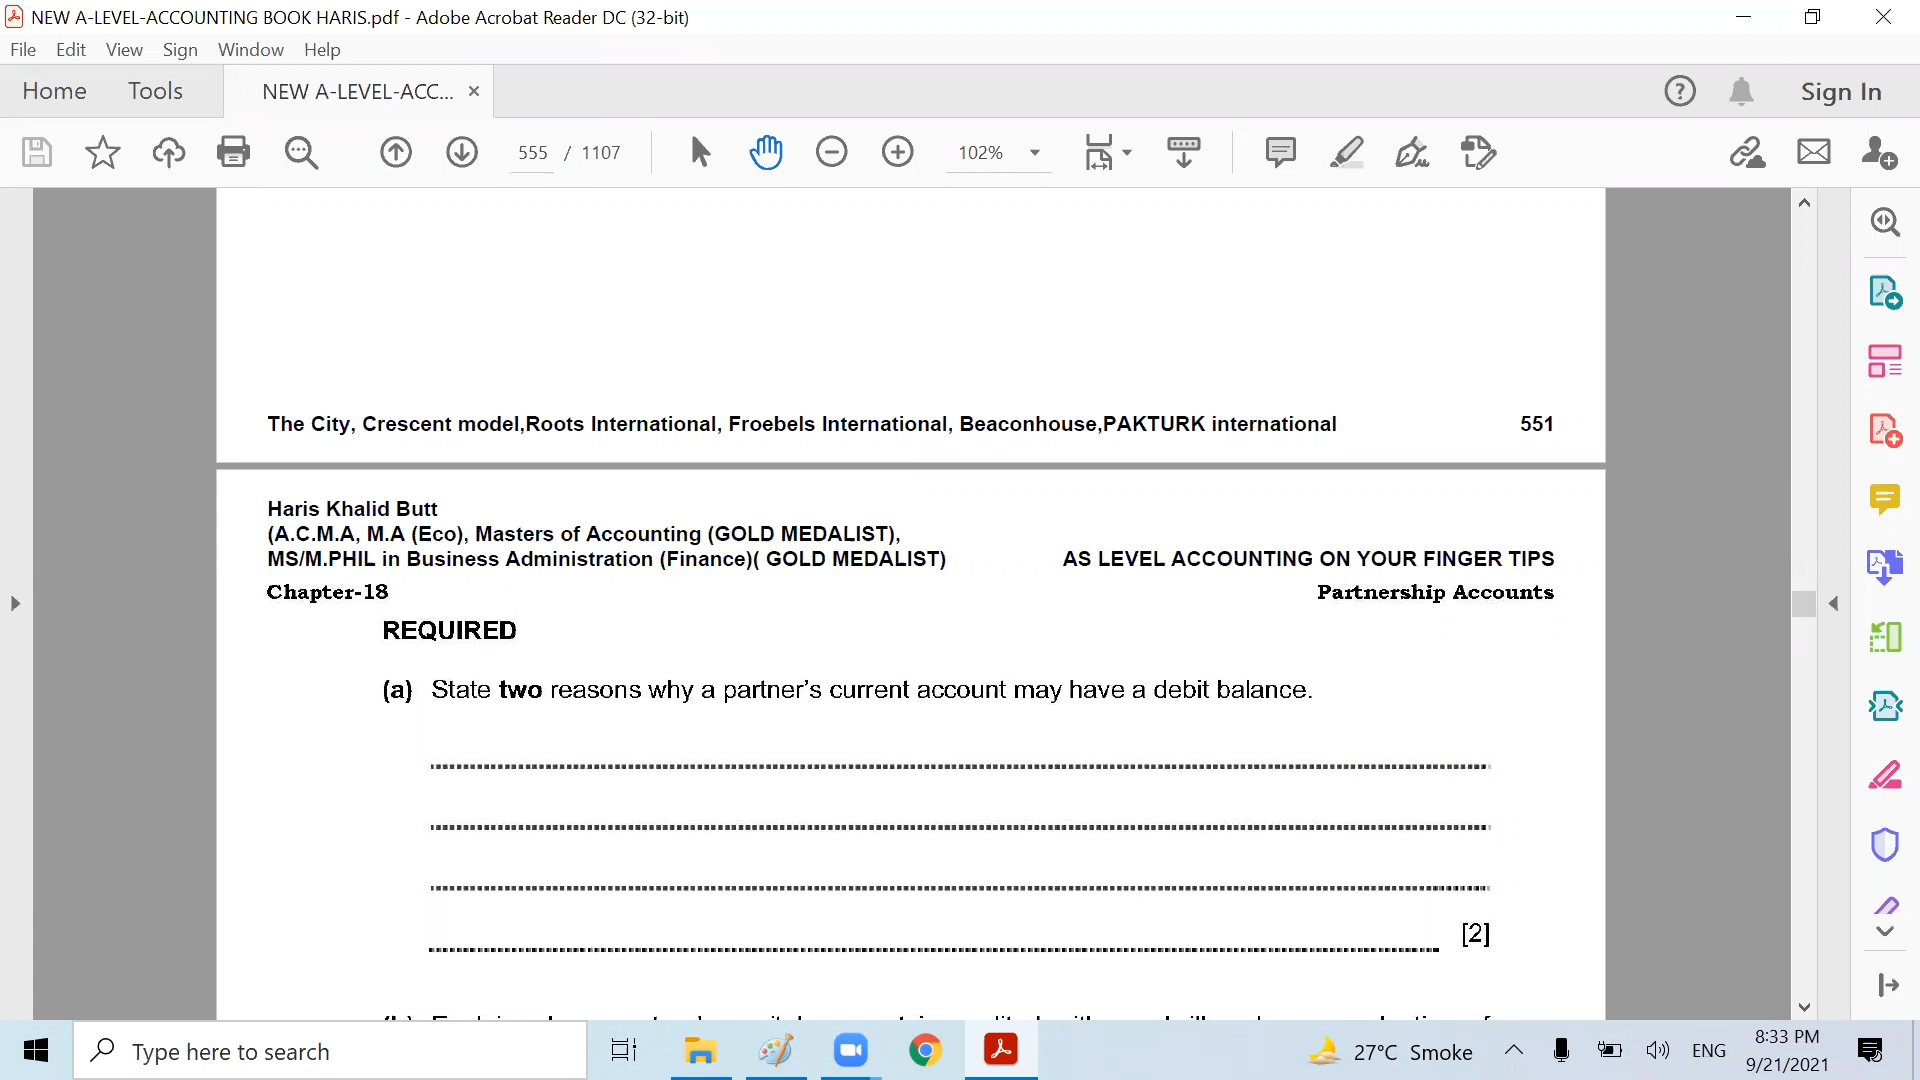 NEW A-LEVEL-ACCOUNTING BOOK HARIS.pdf - Adobe Acrobat Reader DC (32-bit)
File Edit View Sign Window Help
Home Tools NEW A-LEVEL-ACC... × Sign In
555 / 1107 102%
The City, Crescent model,Roots International, Froebels International, Beaconhouse,PAKTURK international 551
Haris Khalid Butt
(A.C.M.A, M.A (Eco), Masters of Accounting (GOLD MEDALIST),
MS/M.PHIL in Business Administration (Finance)( GOLD MEDALIST) AS LEVEL ACCOUNTING ON YOUR FINGER TIPS
Chapter-18 Partnership Accounts
REQUIRED
(a) State two reasons why a partner's current account may have a debit balance.
[2]
Type here to search 27°C Smoke ENG 8:33 PM
9/21/2021